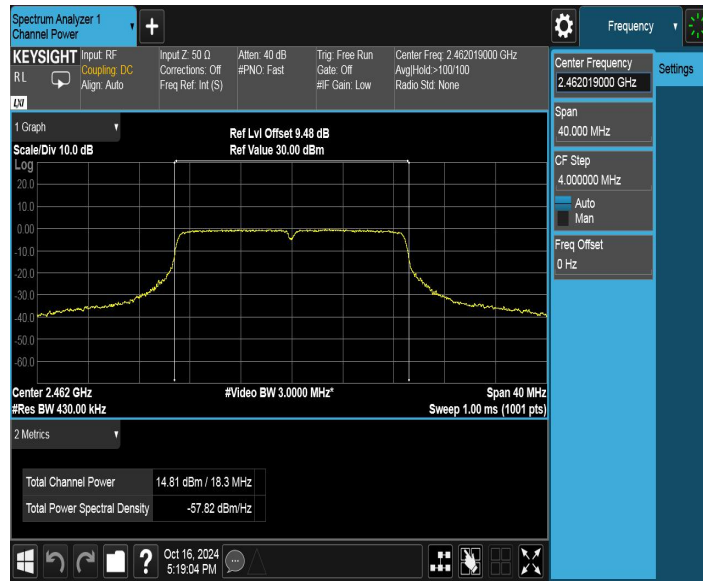 Spectrum Analyzer 1
Channel Power
+
Frequency
KEYSIGHT
RL
LXI
Input: RF
Coupling: DC
Align: Auto
Input Z: 50 Ω
Corrections: Off
Freq Ref: Int (S)
Atten: 40 dB
#PNO: Fast
Trig: Free Run
Gate: Off
#IF Gain: Low
Center Freq: 2.462019000 GHz
Avg|Hold:>100/100
Radio Std: None
Center Frequency
2.462019000 GHz
Settings
Span
40.000 MHz
CF Step
4.000000 MHz
Auto
Man
Freq Offset
0 Hz
1 Graph
Scale/Div 10.0 dB
Ref Lvl Offset 9.48 dB
Ref Value 30.00 dBm
Log
20.0
10.0
0.00
-10.0
-20.0
-30.0
-40.0
-50.0
-60.0
Center 2.462 GHz
#Video BW 3.0000 MHz*
Span 40 MHz
#Res BW 430.00 kHz
Sweep 1.00 ms (1001 pts)
2 Metrics
Total Channel Power 14.81 dBm / 18.3 MHz
Total Power Spectral Density -57.82 dBm/Hz
?
Oct 16, 2024
5:19:04 PM